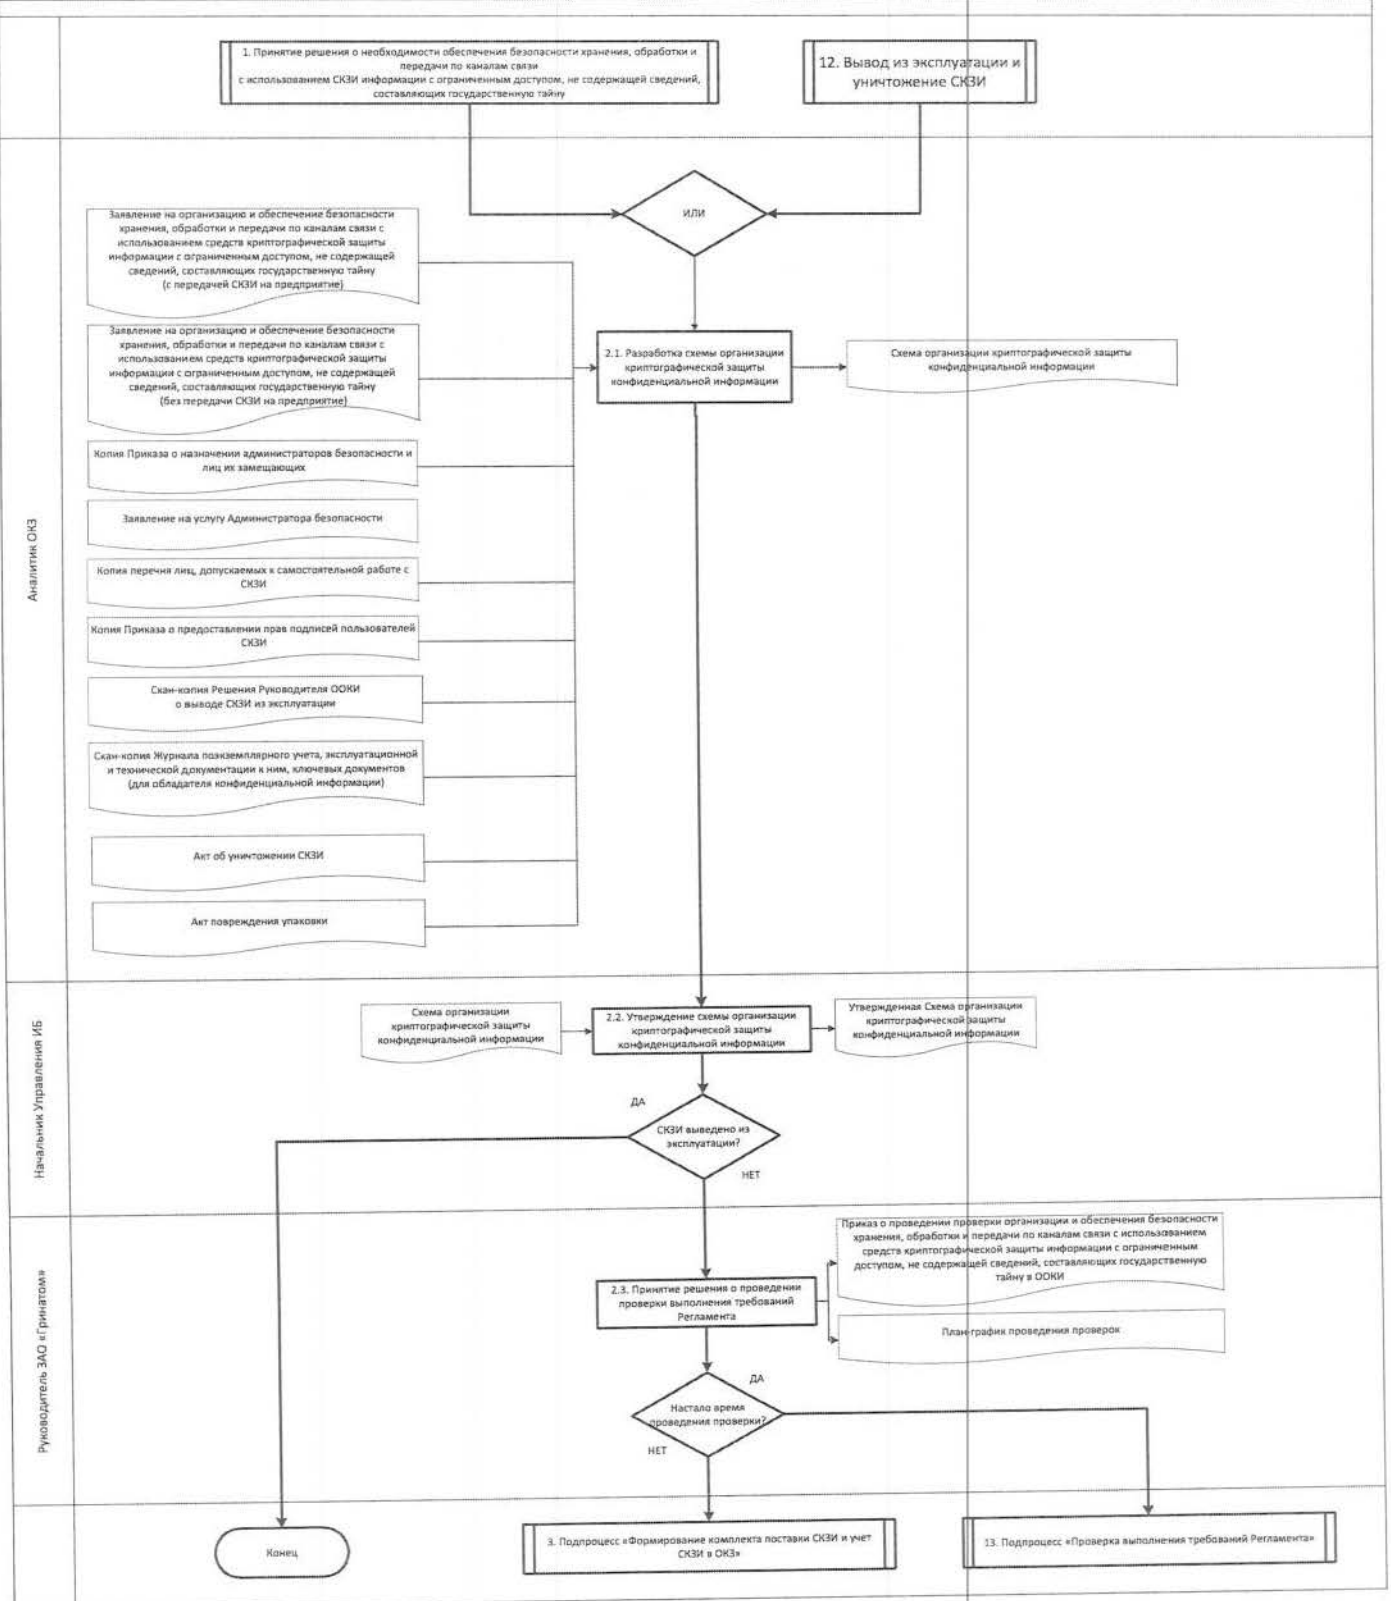 1. Принятие решения о необходимости обеспечения безопасности хранения, обработки и
передачи по каналам связи
с использованием СКЗИ информации с ограниченным доступом, не содержащей сведений,
составляющих государственную тайну
12. Вывод из эксплуатации и
уничтожение СКЗИ
Аналитик ОКЗ
ИЛИ
Заявление на организацию и обеспечение безопасности
хранения, обработки и передачи по каналам связи с
использованием средств криптографической защиты
информации с ограниченным доступом, не содержащей
сведений, составляющих государственную тайну
(с передачей СКЗИ на предприятие)
Заявление на организацию и обеспечение безопасности
хранения, обработки и передачи по каналам связи с
использованием средств криптографической защиты
информации с ограниченным доступом, не содержащей
сведений, составляющих государственную тайну
(без передачи СКЗИ на предприятие)
2.1. Разработка схемы организации
криптографической защиты
конфиденциальной информации
Схема организации криптографической защиты
конфиденциальной информации
Копия Приказа о назначении администраторов безопасности и
лиц их замещающих
Заявление на услугу Администратора безопасности
Копия перечня лиц, допускаемых к самостоятельной работе с
СКЗИ
Копия Приказа о предоставлении прав подписей пользователей
СКЗИ
Скан-копия Решения Руководителя ООКИ
о выводе СКЗИ из эксплуатации
Скан-копия Журнала поэкземплярного учета, эксплуатационной
и технической документации к ним, ключевых документов
(для обладателя конфиденциальной информации)
Акт об уничтожении СКЗИ
Акт повреждения упаковки
Начальник Управления ИБ
Схема организации
криптографической защиты
конфиденциальной информации
2.2. Утверждение схемы организации
криптографической защиты
конфиденциальной информации
Утвержденная Схема организации
криптографической защиты
конфиденциальной информации
ДА
СКЗИ выведено из
эксплуатации?
НЕТ
Руководитель ЗАО «Гринатом»
Приказ о проведении проверки организации и обеспечения безопасности
хранения, обработки и передачи по каналам связи с использованием
средств криптографической защиты информации с ограниченным
доступом, не содержащей сведений, составляющих государственную
тайну в ООКИ
2.3. Принятие решения о проведении
проверки выполнения требований
Регламента
План-график проведения проверок
ДА
Настало время
проведения проверки?
НЕТ
Конец
3. Подпроцесс «Формирование комплекта поставки СКЗИ и учет
СКЗИ в ОКЗ»
13. Подпроцесс «Проверка выполнения требований Регламента»